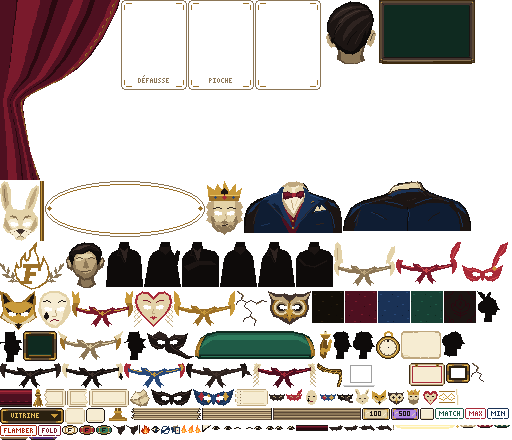 DÉFAUSSE PIOCHE
F
VITRINE 100 500 MATCH MAX MIN
FLAMBER FOLD F F F